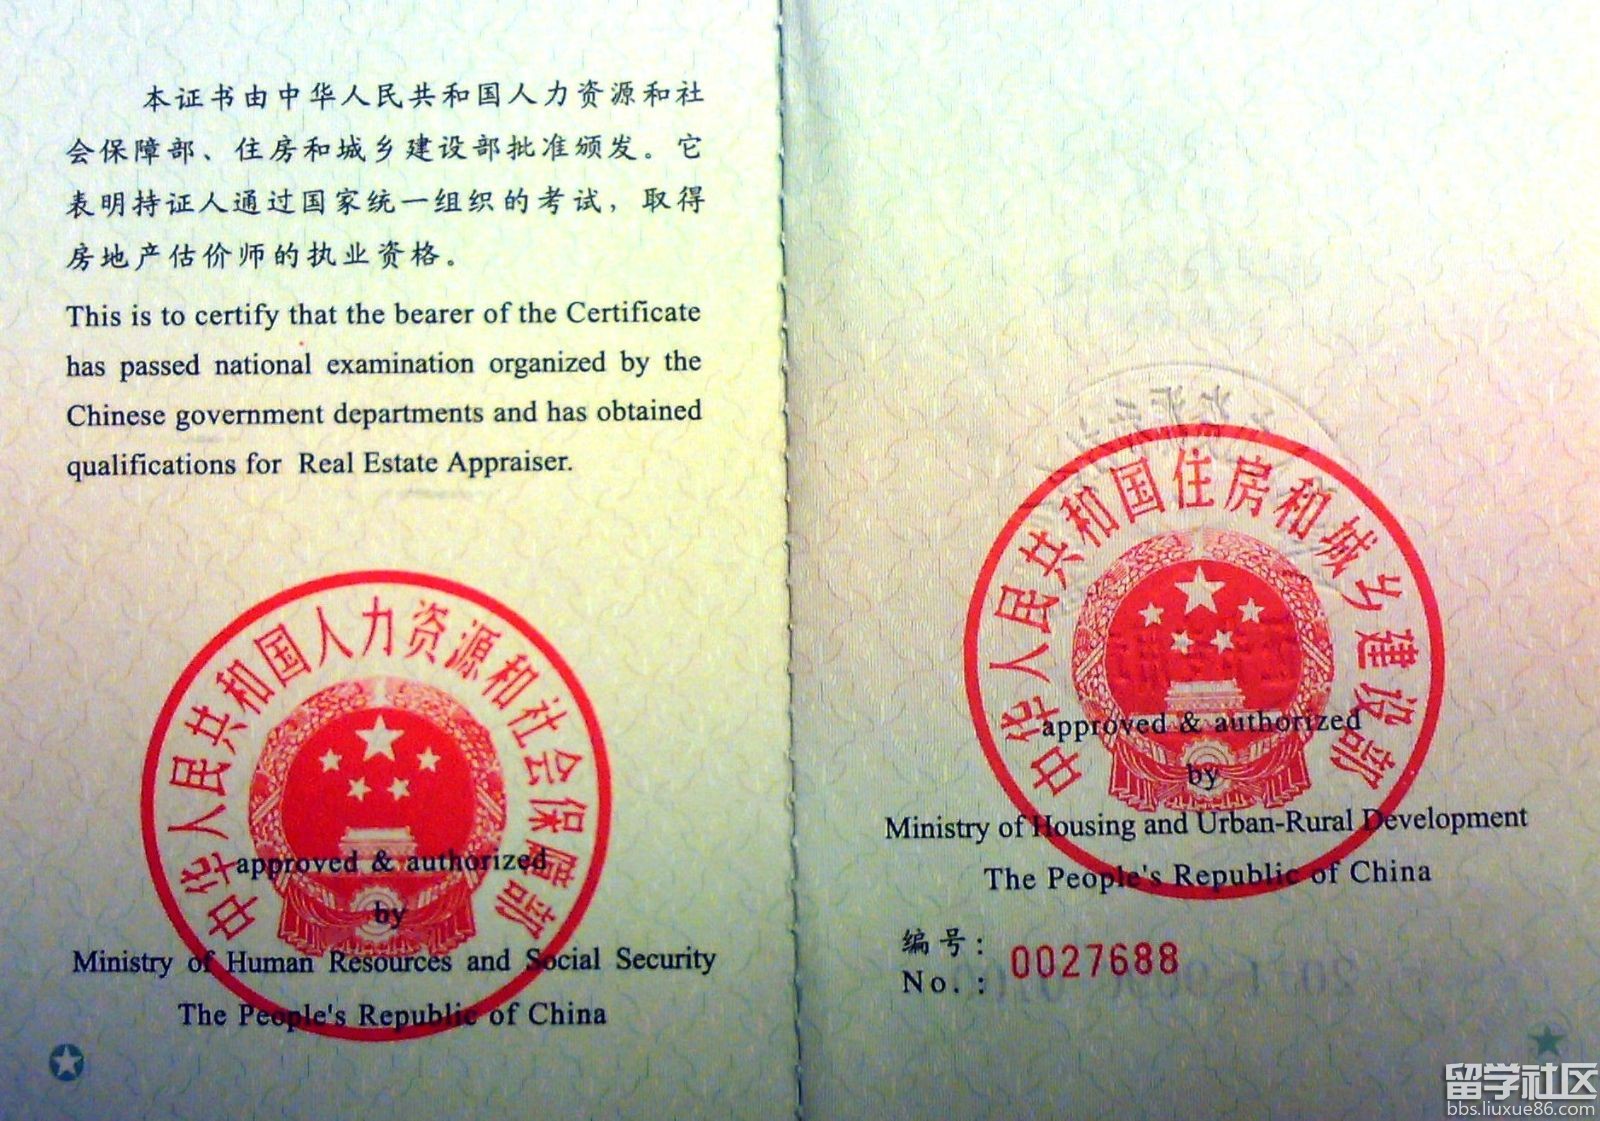 本证书由中华人民共和国人力资源和社
会保障部、住房和城乡建设部批准颁发。它
表明持证人通过国家统一组织的考试，取得
房地产估价师的执业资格。
This is to certify that the bearer of the Certificate
has passed national examination organized by the
Chinese government departments and has obtained
qualifications for Real Estate Appraiser.
中华人民共和国人力资源和社会保障部
approved & authorized
by
Ministry of Human Resources and Social Security
The People's Republic of China
中华人民共和国住房和城乡建设部
approved & authorized
by
Ministry of Housing and Urban-Rural Development
The People's Republic of China
编号：
No.： 0027688
留学社区
bbs.liuxue86.com